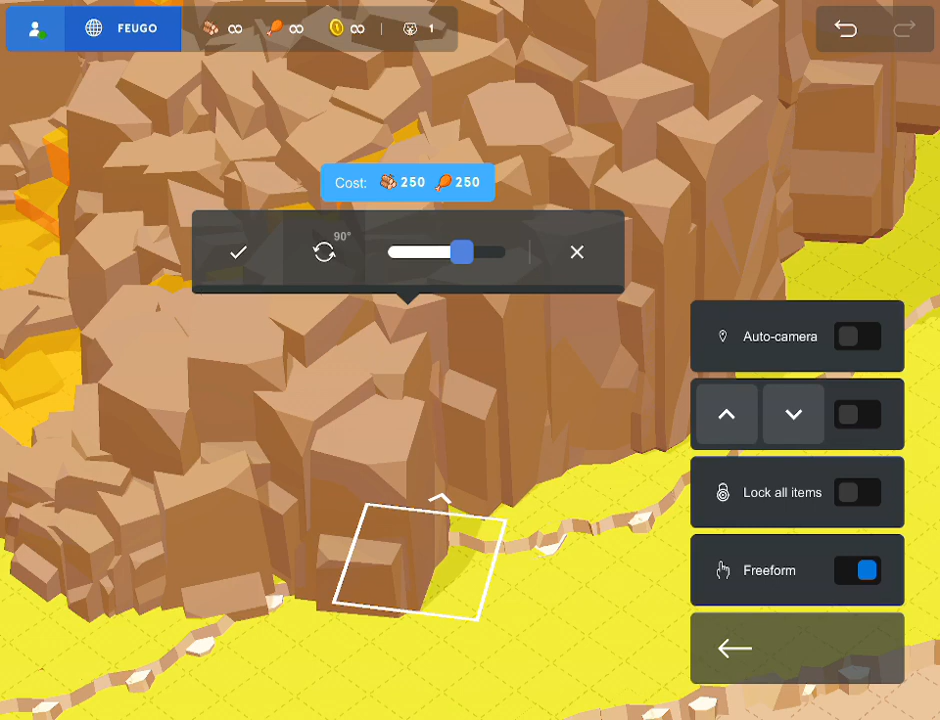 FEUGO ∞ ∞ ∞ 1
Cost: 250 250
90°
Auto-camera
Lock all items
Freeform